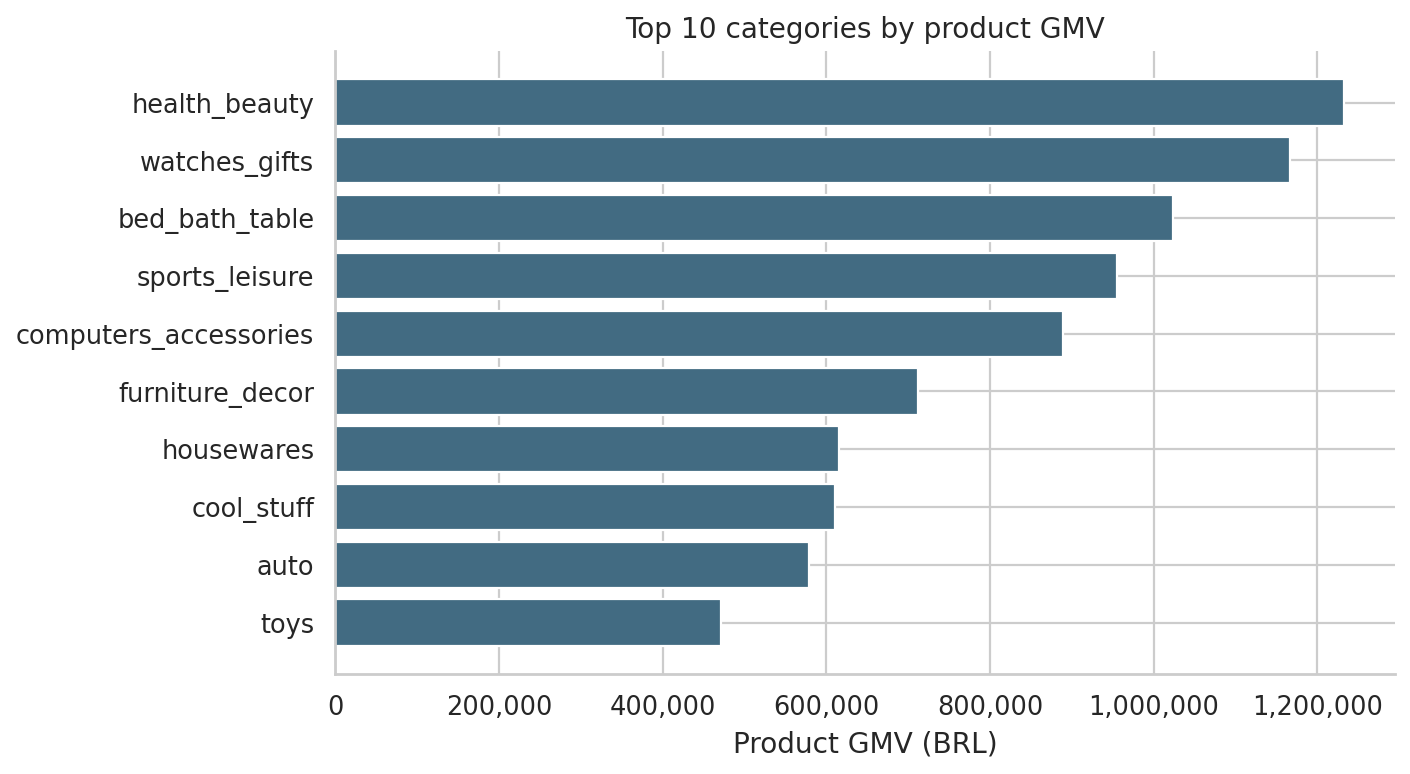 Top 10 categories by product GMV
health_beauty
watches_gifts
bed_bath_table
sports_leisure
computers_accessories
furniture_decor
housewares
cool_stuff
auto
toys
0 200,000 400,000 600,000 800,000 1,000,000 1,200,000
Product GMV (BRL)